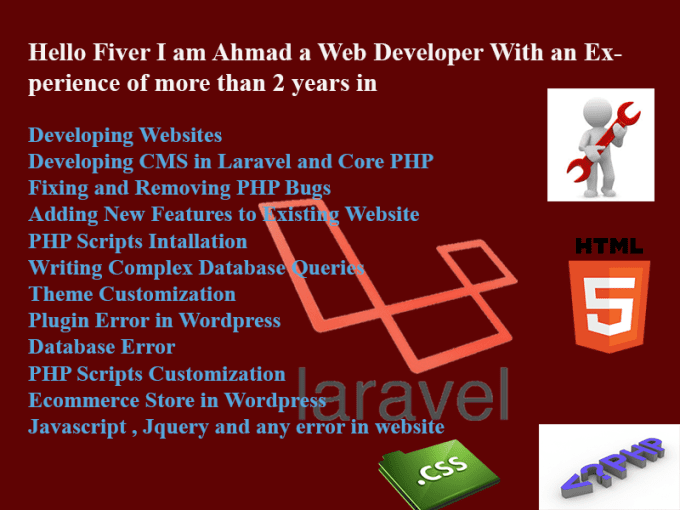 Hello Fiver I am Ahmad a Web Developer With an Ex-
perience of more than 2 years in
Developing Websites
Developing CMS in Laravel and Core PHP
Fixing and Removing PHP Bugs
Adding New Features to Existing Website
PHP Scripts Intallation
Writing Complex Database Queries
Theme Customization
Plugin Error in Wordpress
Database Error
PHP Scripts Customization
Ecommerce Store in Wordpress
Javascript , Jquery and any error in website
HTML
5
laravel
.CSS
<?PHP